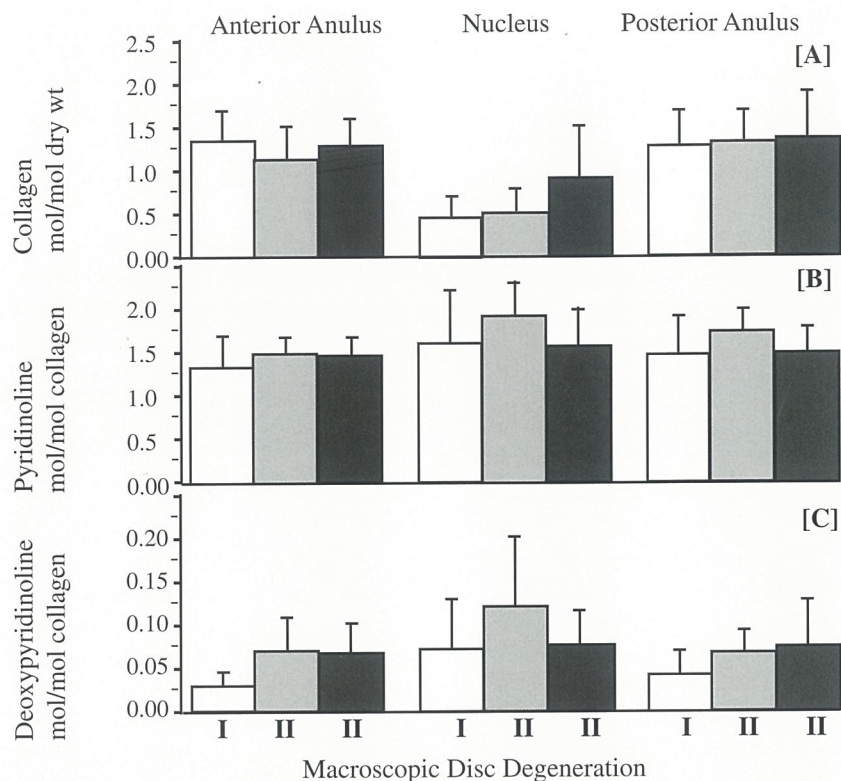 Anterior Anulus Nucleus Posterior Anulus
[A]
Collagen
mol/mol dry wt
2.5
2.0
1.5
1.0
0.5
0.00
[B]
Pyridinoline
mol/mol collagen
2.0
1.5
1.0
0.5
0.00
[C]
Deoxypyridinoline
mol/mol collagen
0.20
0.15
0.10
0.05
0.00
I II II I II II I II II
Macroscopic Disc Degeneration